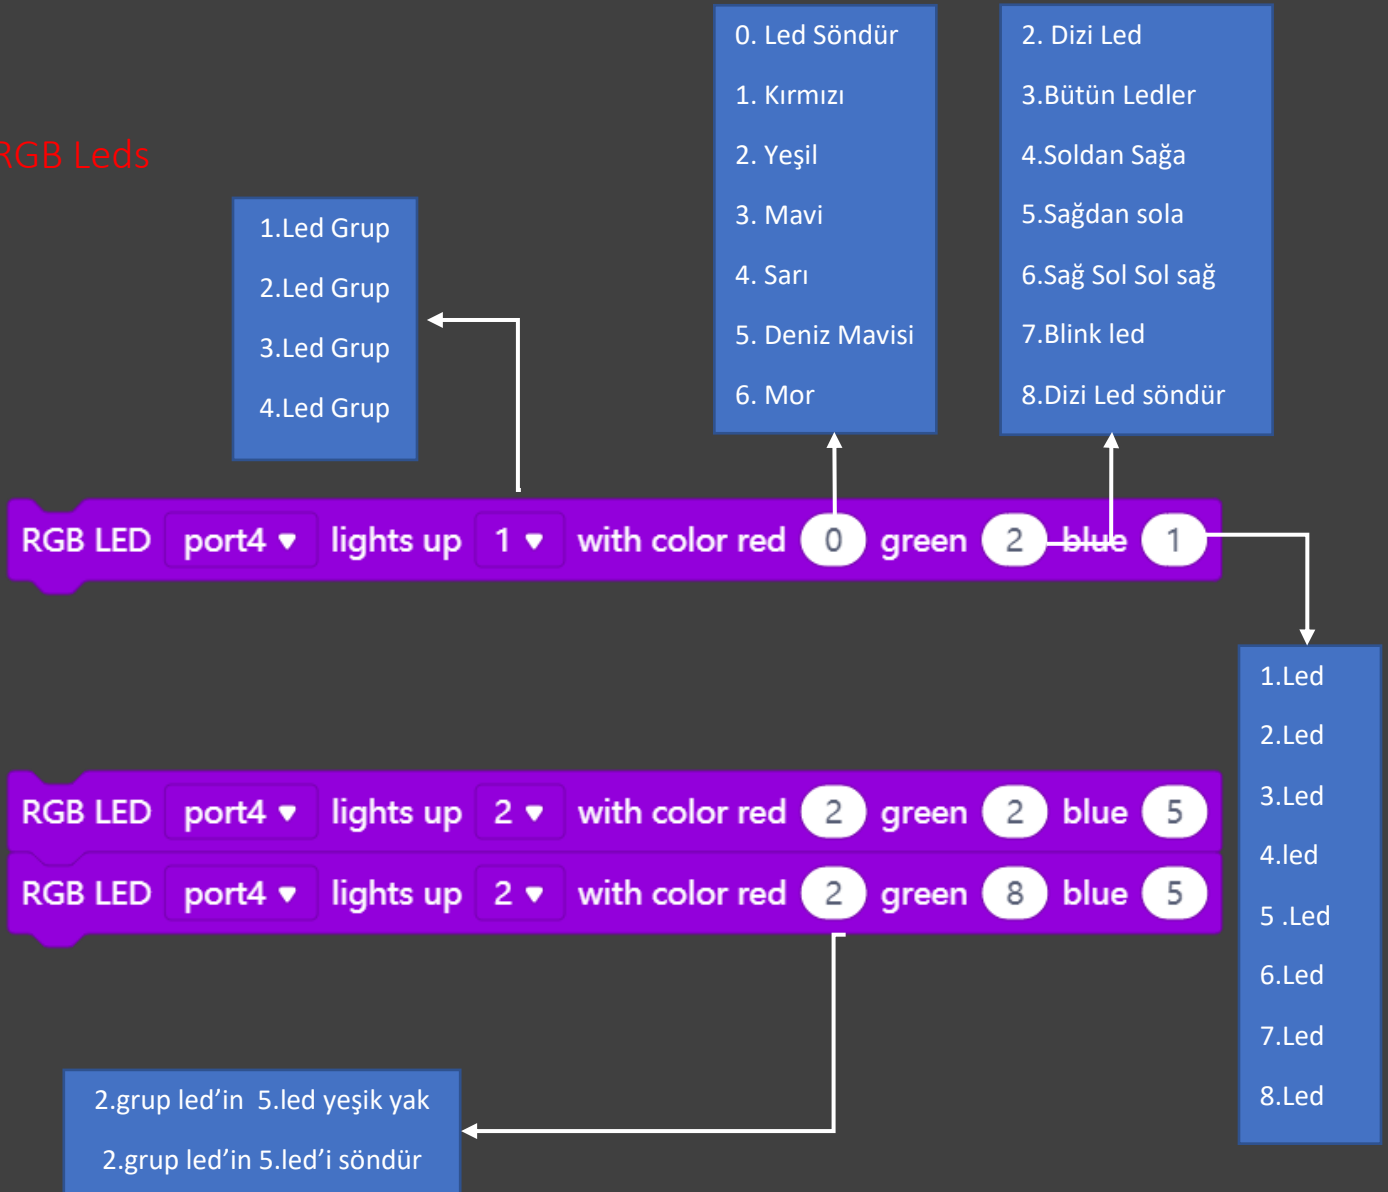 RGB Leds
1.Led Grup
2.Led Grup
3.Led Grup
4.Led Grup
0. Led Söndür
1. Kırmızı
2. Yeşil
3. Mavi
4. Sarı
5. Deniz Mavisi
6. Mor
2. Dizi Led
3.Bütün Ledler
4.Soldan Sağa
5.Sağdan sola
6.Sağ Sol Sol sağ
7.Blink led
8.Dizi Led söndür
RGB LED port4 lights up 1 with color red 0 green 2 blue 1
1.Led
2.Led
3.Led
4.led
5 .Led
6.Led
7.Led
8.Led
RGB LED port4 lights up 2 with color red 2 green 2 blue 5
RGB LED port4 lights up 2 with color red 2 green 8 blue 5
2.grup led’in 5.led yeşik yak
2.grup led’in 5.led’i söndür